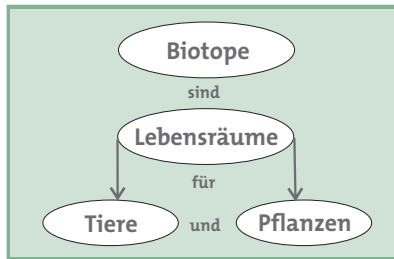 Biotope
sind
Lebensräume
für
Tiere und Pflanzen